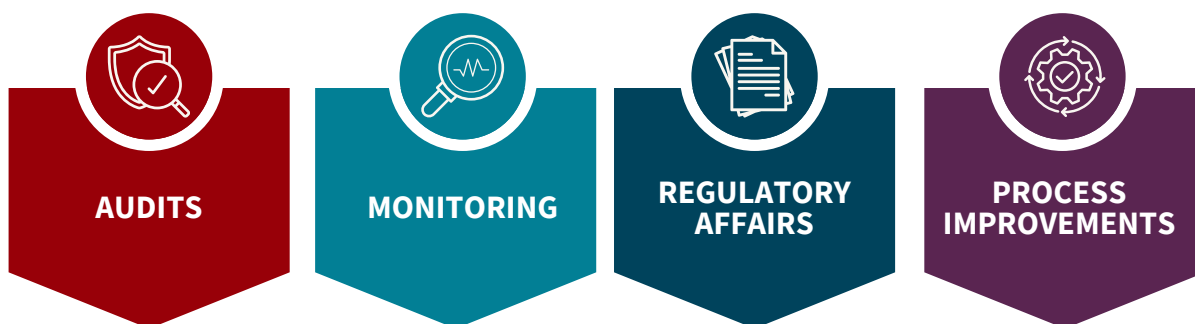 AUDITS
MONITORING
REGULATORY
AFFAIRS
PROCESS
IMPROVEMENTS